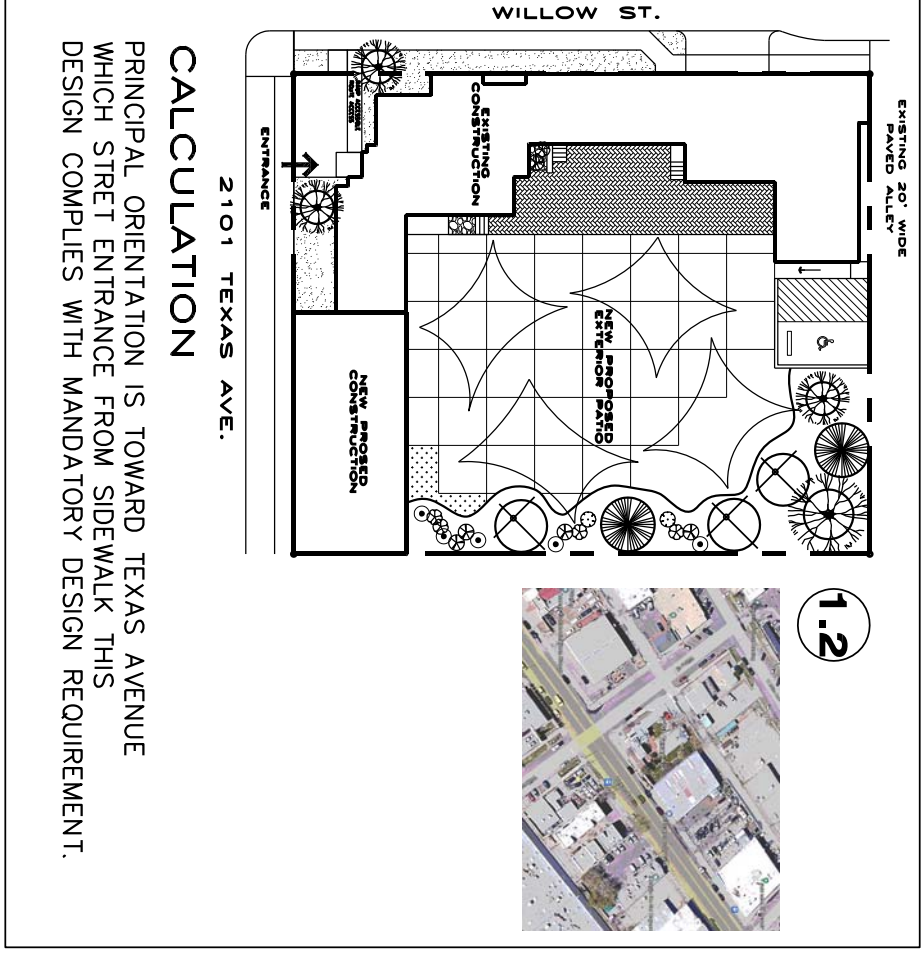 WILLOW ST.
EXISTING 20' WIDE
PAVED ALLEY
EXISTING
CONSTRUCTION
ENTRANCE
NEW PROPOSED
EXTERIOR PATIO
NEW PROSED
CONSTRUCTION
2101 TEXAS AVE.
1.2
CALCULATION
PRINCIPAL ORIENTATION IS TOWARD TEXAS AVENUE
WHICH STRET ENTRANCE FROM SIDEWALK THIS
DESIGN COMPLIES WITH MANDATORY DESIGN REQUIREMENT.